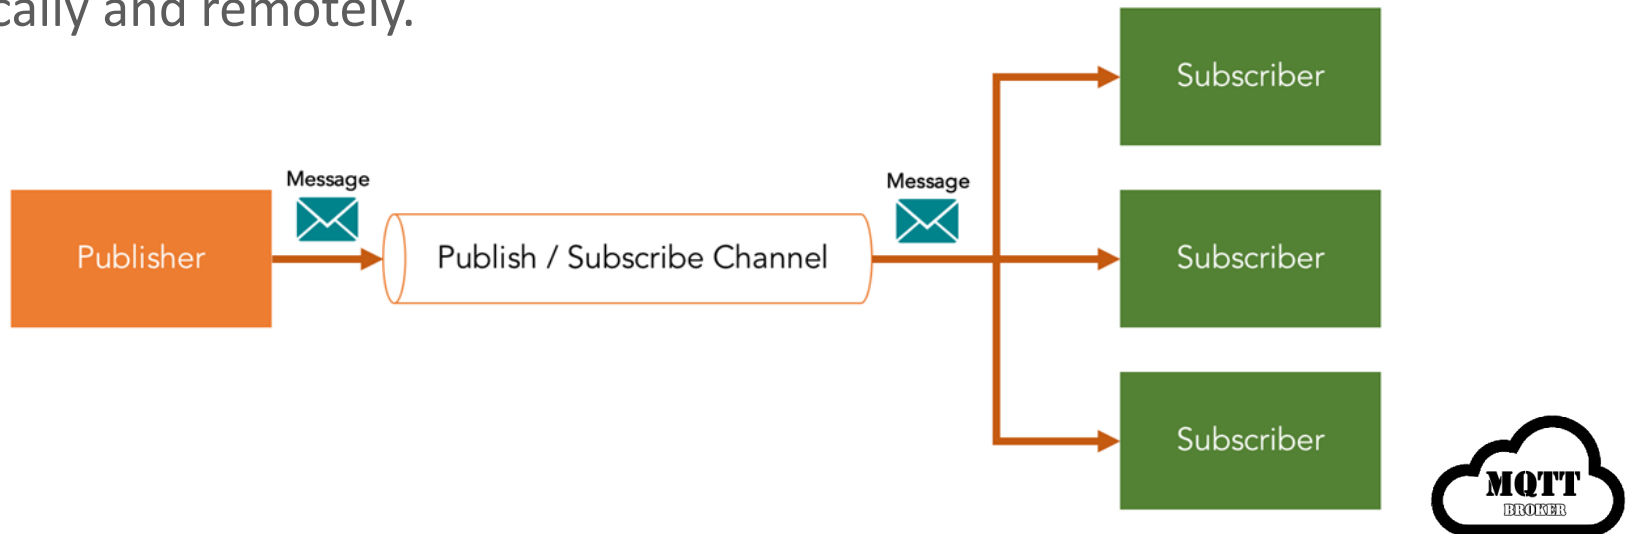 cally and remotely.
Subscriber
Message
Message
Publisher
Publish / Subscribe Channel
Subscriber
Subscriber
MQTT
BROKER